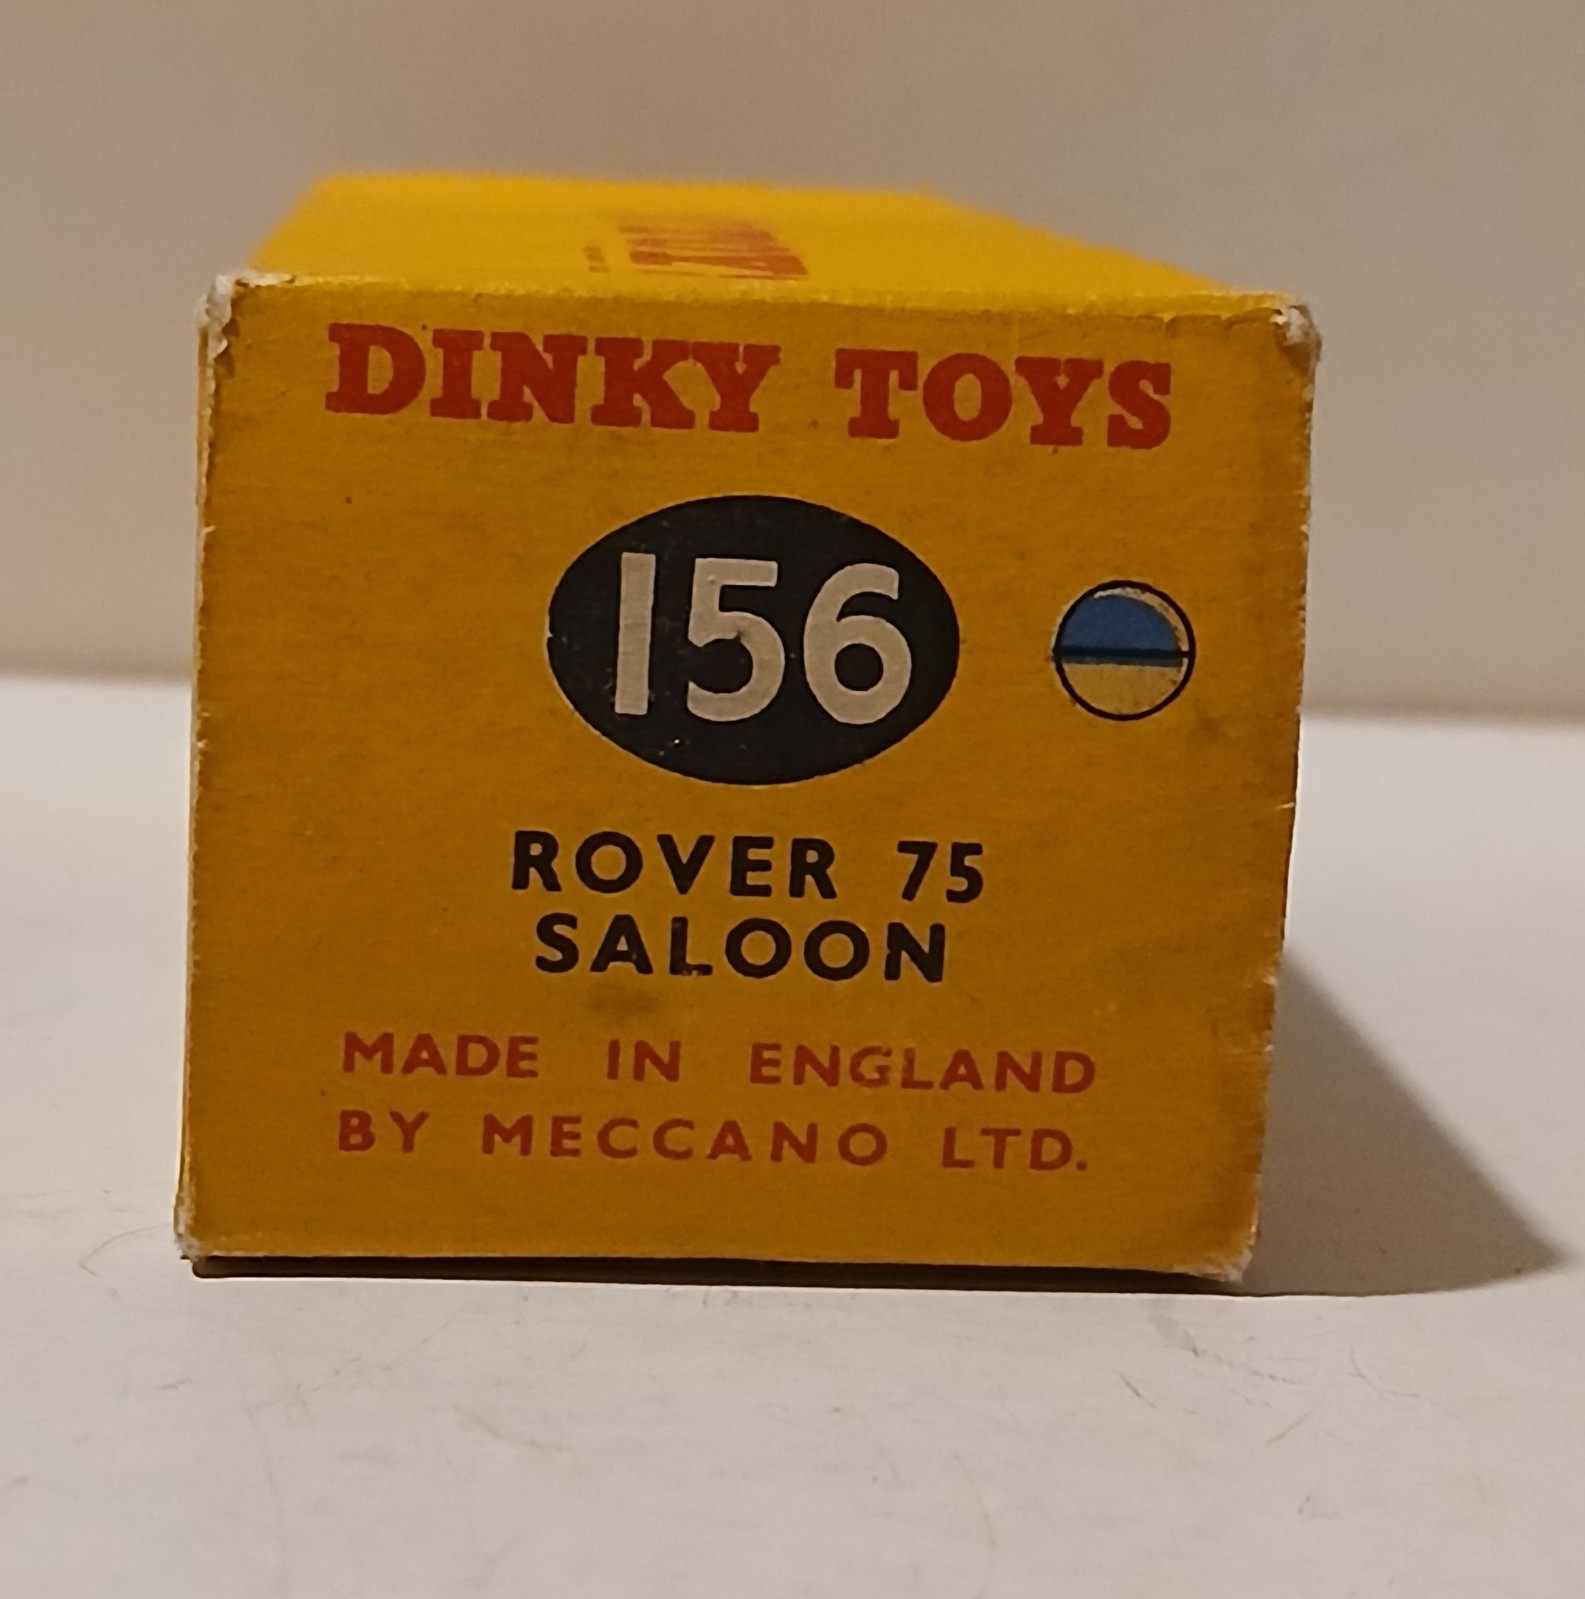 DINKY TOYS
156
ROVER 75
SALOON
MADE IN ENGLAND
BY MECCANO LTD.